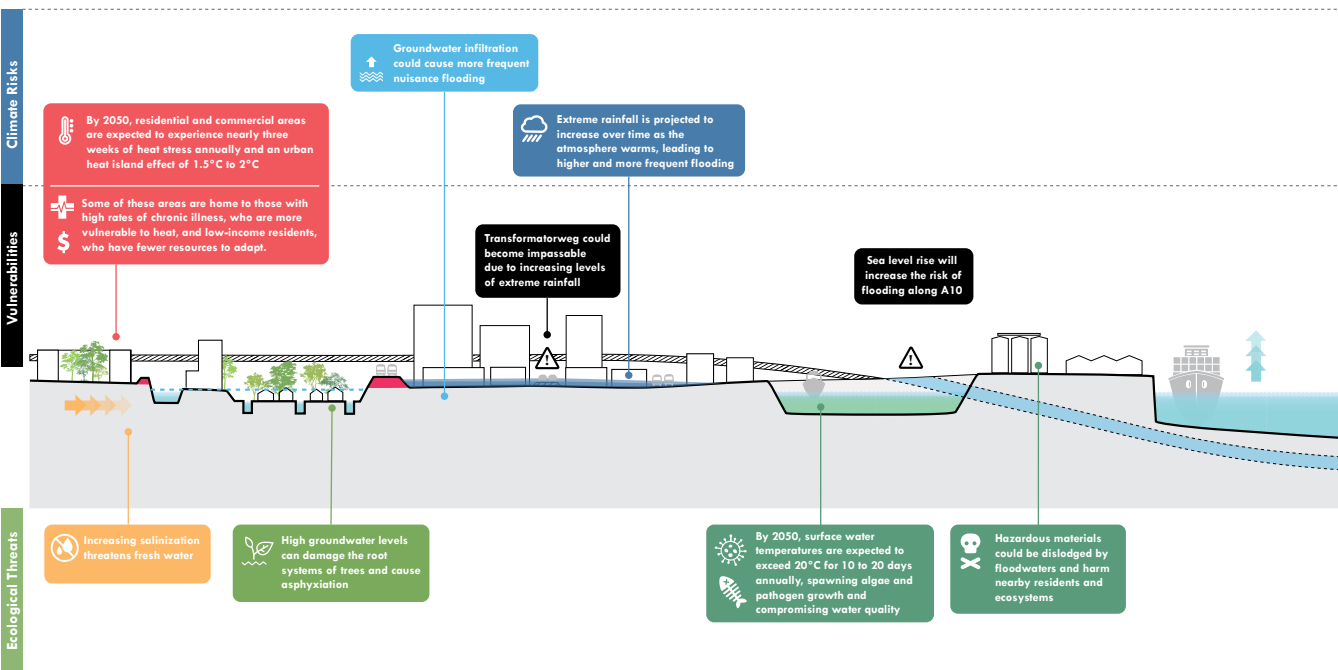 Climate Risks
Groundwater infiltration
could cause more frequent
nuisance flooding
By 2050, residential and commercial areas
are expected to experience nearly three
weeks of heat stress annually and an urban
heat island effect of 1.5°C to 2°C
Extreme rainfall is projected to
increase over time as the
atmosphere warms, leading to
higher and more frequent flooding
Vulnerabilities
Some of these areas are home to those with
high rates of chronic illness, who are more
vulnerable to heat, and low-income residents,
who have fewer resources to adapt.
$
Transformatorweg could
become impassable
due to increasing levels
of extreme rainfall
Sea level rise will
increase the risk of
flooding along A10
!
!
Ecological Threats
Increasing salinization
threatens fresh water
High groundwater levels
can damage the root
systems of trees and cause
asphyxiation
By 2050, surface water
temperatures are expected to
exceed 20°C for 10 to 20 days
annually, spawning algae and
pathogen growth and
compromising water quality
Hazardous materials
could be dislodged by
floodwaters and harm
nearby residents and
ecosystems